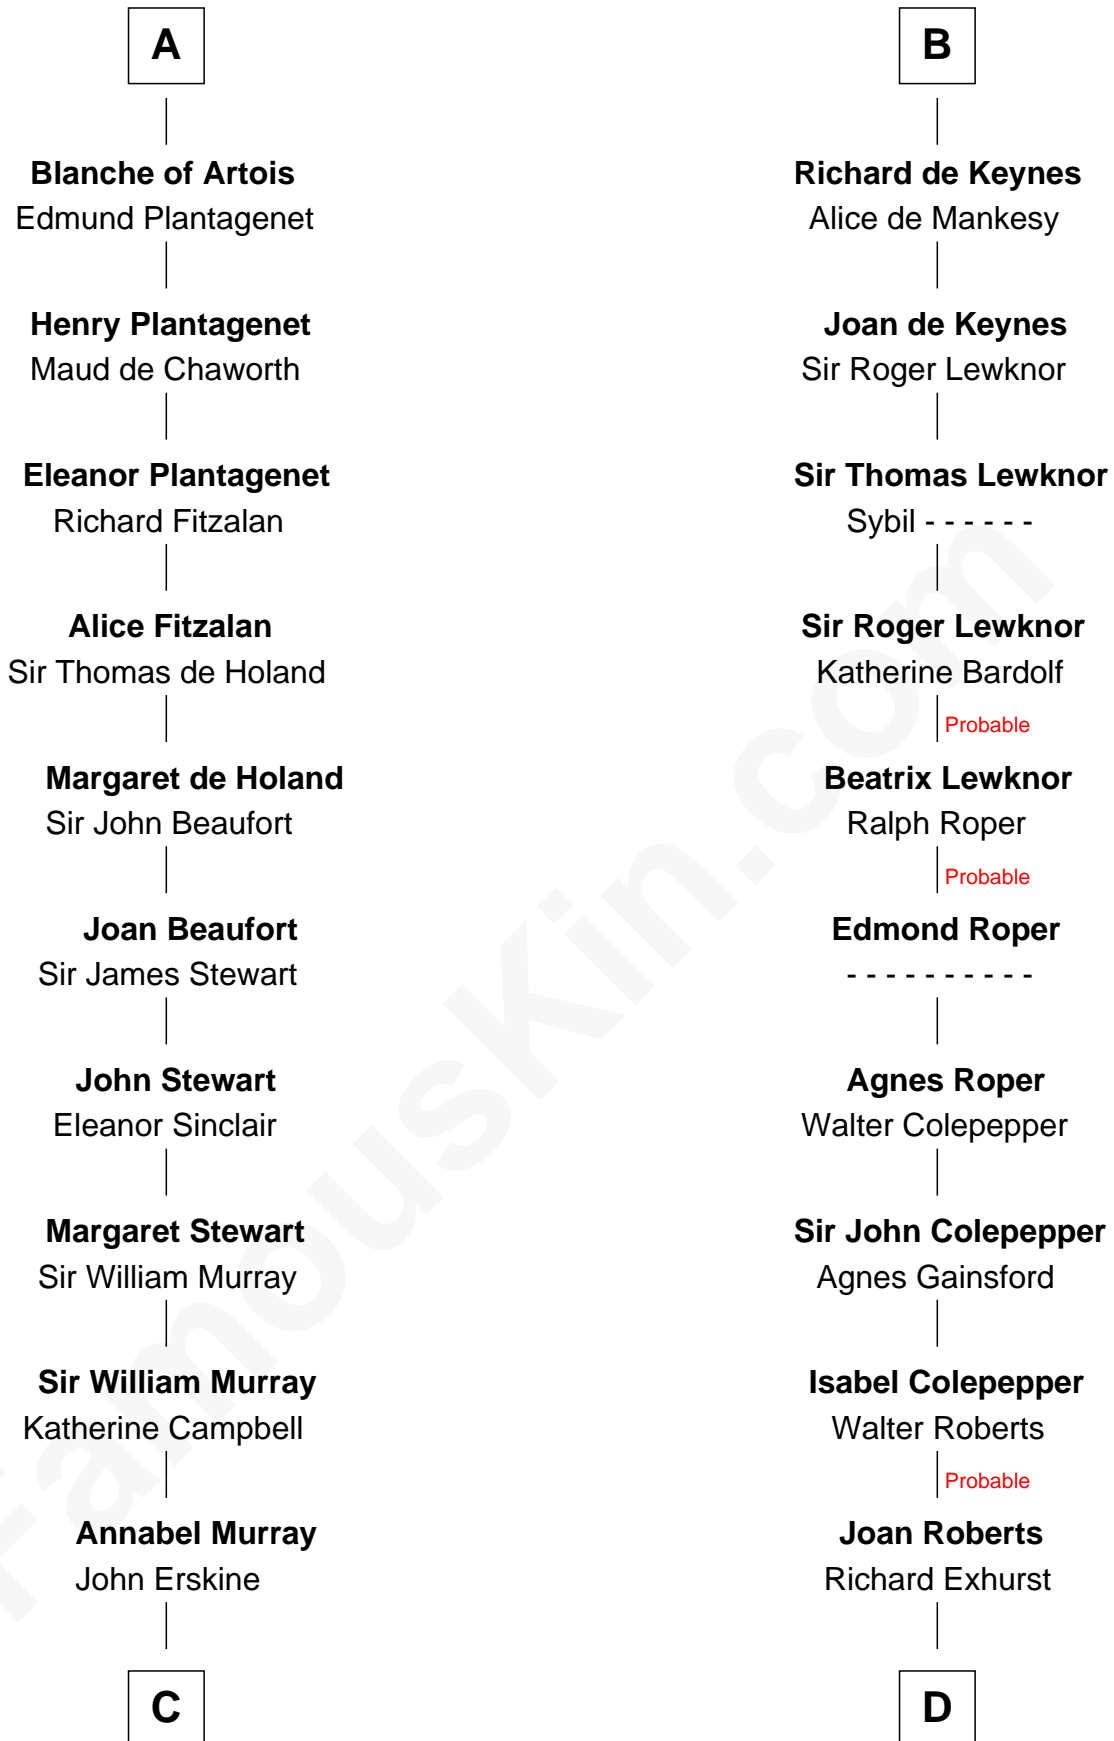 A
Blanche of Artois
Edmund Plantagenet
Henry Plantagenet
Maud de Chaworth
Eleanor Plantagenet
Richard Fitzalan
Alice Fitzalan
Sir Thomas de Holand
Margaret de Holand
Sir John Beaufort
Joan Beaufort
Sir James Stewart
John Stewart
Eleanor Sinclair
Margaret Stewart
Sir William Murray
Sir William Murray
Katherine Campbell
Annabel Murray
John Erskine
C
B
Richard de Keynes
Alice de Mankesy
Joan de Keynes
Sir Roger Lewknor
Sir Thomas Lewknor
Sybil - - - - - -
Sir Roger Lewknor
Katherine Bardolf
Probable
Beatrix Lewknor
Ralph Roper
Probable
Edmond Roper
- - - - - - - - - -
Agnes Roper
Walter Colepepper
Sir John Colepepper
Agnes Gainsford
Isabel Colepepper
Walter Roberts
Probable
Joan Roberts
Richard Exhurst
D
FamousKin.com